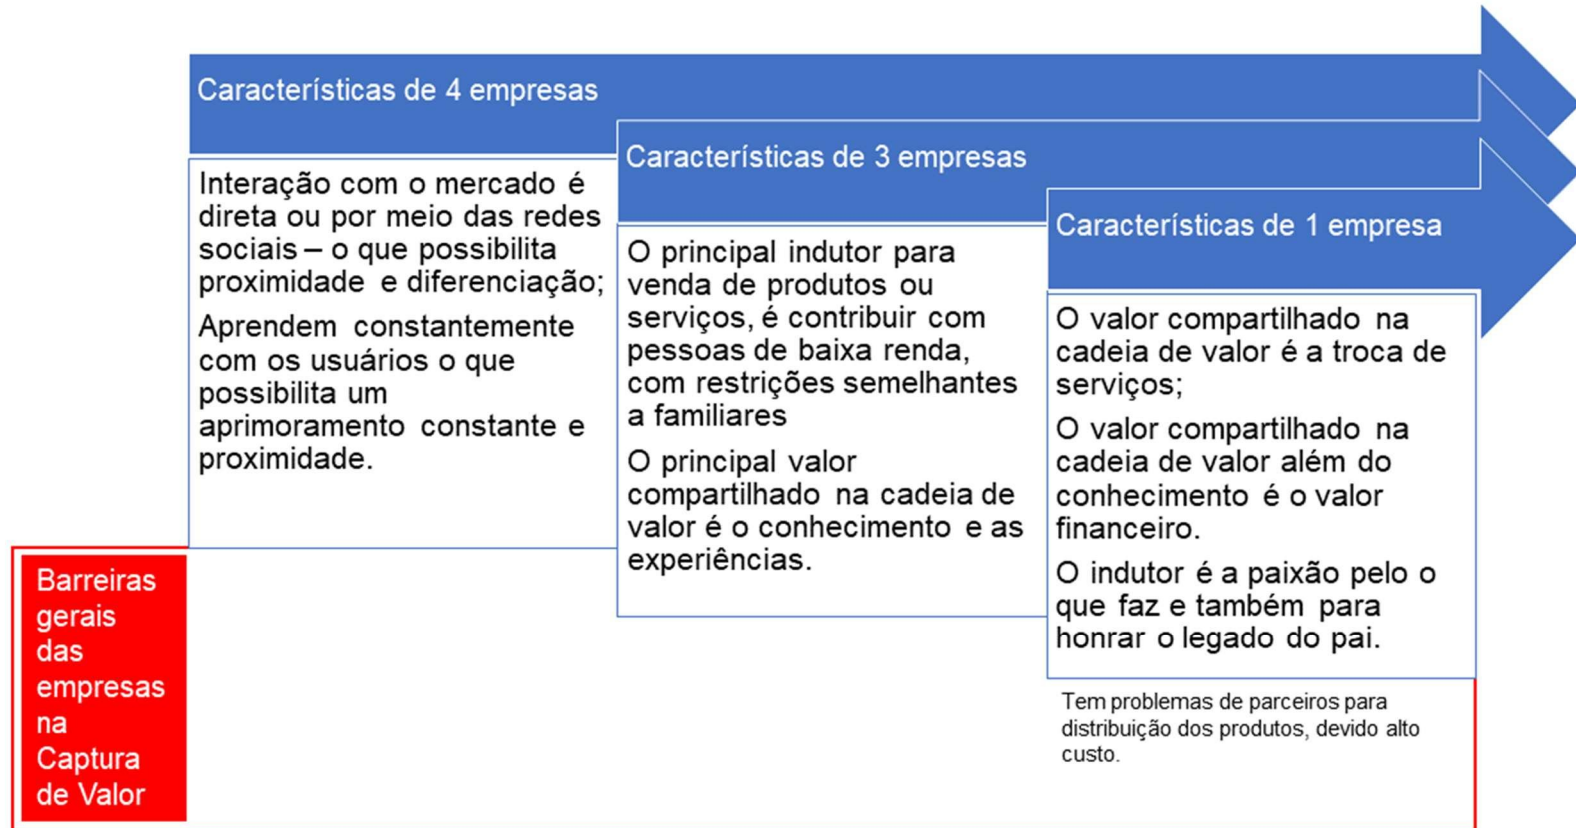 Características de 4 empresas
Interação com o mercado é
direta ou por meio das redes
sociais – o que possibilita
proximidade e diferenciação;
Aprendem constantemente
com os usuários o que
possibilita um
aprimoramento constante e
proximidade.
Características de 3 empresas
O principal indutor para
venda de produtos ou
serviços, é contribuir com
pessoas de baixa renda,
com restrições semelhantes
a familiares
O principal valor
compartilhado na cadeia de
valor é o conhecimento e as
experiências.
Características de 1 empresa
O valor compartilhado na
cadeia de valor é a troca de
serviços;
O valor compartilhado na
cadeia de valor além do
conhecimento é o valor
financeiro.
O indutor é a paixão pelo o
que faz e também para
honrar o legado do pai.
Barreiras
gerais
das
empresas
na
Captura
de Valor
Tem problemas de parceiros para
distribuição dos produtos, devido alto
custo.